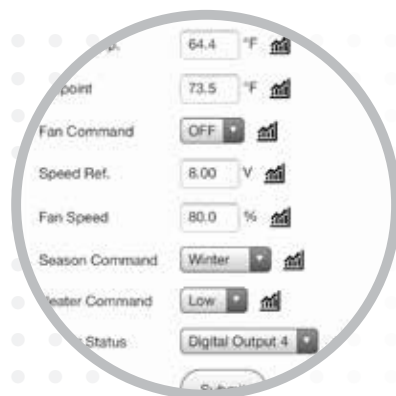 64.4 °F
73.5 °F
Fan Command OFF
Speed Ref. 8.00 V
Fan Speed 80.0 %
Season Command Winter
Command Low
Status Digital Output 4